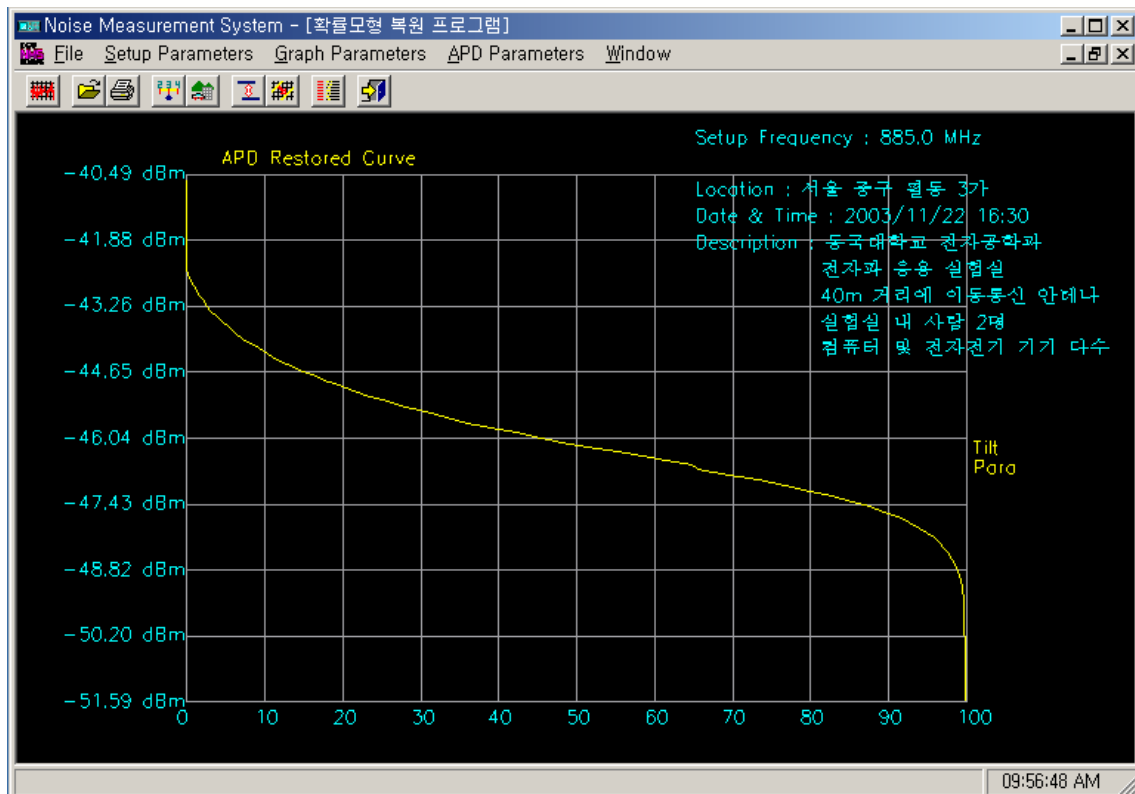 Noise Measurement System - [확률모형 복원 프로그램]
File Setup Parameters Graph Parameters APD Parameters Window
Setup Frequency : 885.0 MHz
APD Restored Curve
-40.49 dBm
Location : 서울 중구 필동 3가
Date & Time : 2003/11/22 16:30
-41.88 dBm
Description : 동국대학교 전자공학과
전자파 응용 실험실
40m 거리에 이동통신 안테나
-43.26 dBm
실험실 내 사람 2명
컴퓨터 및 전자전기 기기 다수
-44.65 dBm
-46.04 dBm
Tilt
Para
-47.43 dBm
-48.82 dBm
-50.20 dBm
-51.59 dBm
0 10 20 30 40 50 60 70 80 90 100
09:56:48 AM